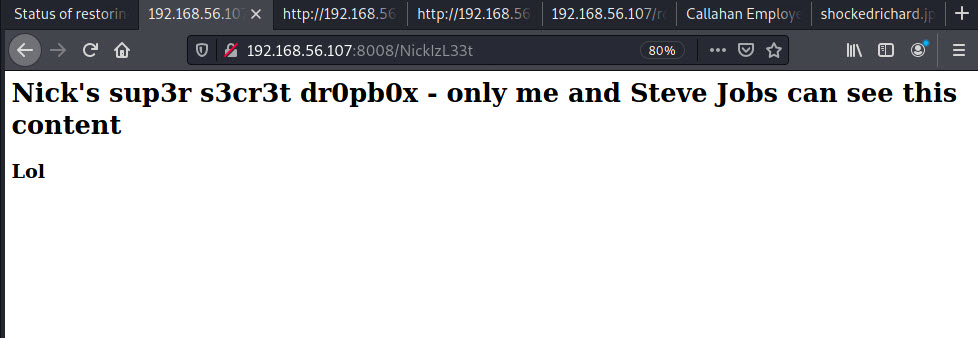 Status of restorin
192.168.56.10
http://192.168.56
http://192.168.56
192.168.56.107/r
Callahan Employe
shockedrichard.jp
192.168.56.107:8008/NickIzL33t
80%
Nick's sup3r s3cr3t dr0pb0x - only me and Steve Jobs can see this
content
Lol